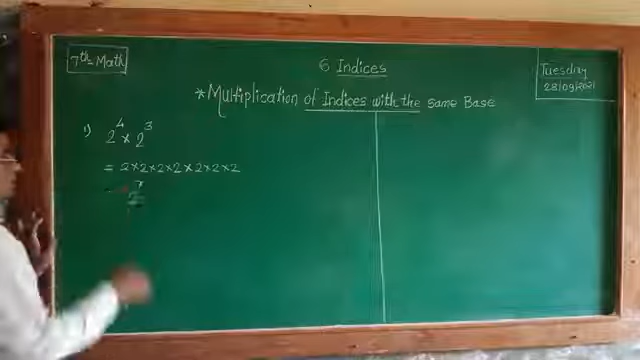 7th Math
6 Indices
Tuesday
28/09/2021
*Multiplication of Indices with the same Base
1) 2⁴ × 2³
= 2×2×2×2×2×2×2
= 2⁷